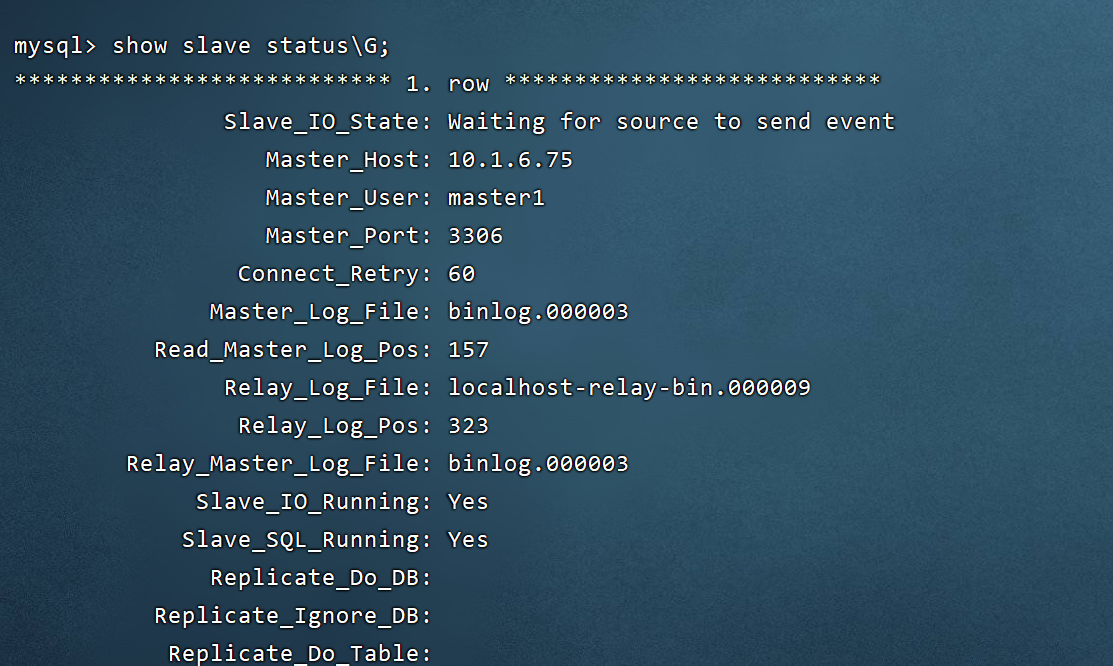 mysql> show slave status\G;
*************************** 1. row ***************************
Slave_IO_State: Waiting for source to send event
Master_Host: 10.1.6.75
Master_User: master1
Master_Port: 3306
Connect_Retry: 60
Master_Log_File: binlog.000003
Read_Master_Log_Pos: 157
Relay_Log_File: localhost-relay-bin.000009
Relay_Log_Pos: 323
Relay_Master_Log_File: binlog.000003
Slave_IO_Running: Yes
Slave_SQL_Running: Yes
Replicate_Do_DB:
Replicate_Ignore_DB:
Replicate_Do_Table: